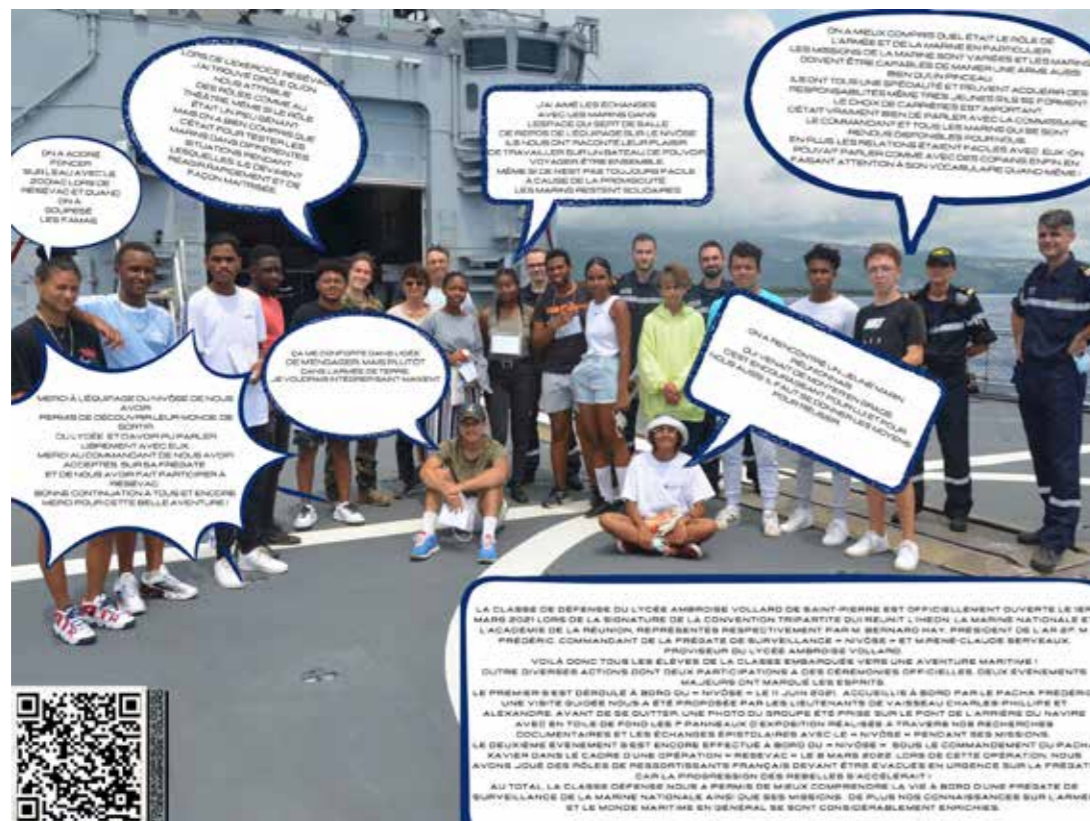 ON A ADORÉ
FONCER
SUR L'EAU AVEC LE
ZODIAC LORS DE
RESEVAC ET QUAND
ON A
SOUPESÉ
LES FAMAS
LORS DE L'EXERCICE RESEVAC
J'AI TROUVÉ DRÔLE QU'ON
NOUS ATTRIBUE
DES RÔLES COMME AU
THÉÂTRE MÊME SI LE RÔLE
ÉTAIT UN PEU GÊNANT
MAIS ON A BIEN COMPRIS QUE
C'ÉTAIT POUR TESTER LES
MARINS DIFFÉRENTES
SITUATIONS PENDANT
LESQUELLES ILS DEVAIENT
RÉAGIR RAPIDEMENT ET DE
FAÇON MAITRISÉE.
J'AI AIMÉ LES ÉCHANGES
AVEC LES MARINS DANS
L'ESPACE QUI SERT DE SALLE
DE REPOS DE L'ÉQUIPAGE SUR LE NIVÔSE
ILS NOUS ONT RACONTÉ LEUR PLAISIR
DE TRAVAILLER SUR UN BATEAU, DE POUVOIR
VOYAGER, ÊTRE ENSEMBLE.
MÊME SI CE N'EST PAS TOUJOURS FACILE
À CAUSE DE LA PROMISCUITÉ
LES MARINS RESTENT SOLIDAIRES
ON A MIEUX COMPRIS QUEL ÉTAIT LE RÔLE DE
L'ARMÉE ET DE LA MARINE EN PARTICULIER
LES MISSIONS DE LA MARINE SONT VARIÉES ET LES MARINS
DOIVENT ÊTRE CAPABLES DE MANIER UNE ARME AUSSI
BIEN QU'UN PINCEAU
ILS ONT TOUS UNE SPÉCIALITÉ ET PEUVENT ACQUÉRIR DES
RESPONSABILITÉS MÊME TRÈS JEUNES S'ILS SE FORMENT
LE CHOIX DE CARRIÈRES EST IMPORTANT
C'ÉTAIT VRAIMENT BIEN DE PARLER AVEC LA COMMISSAIRE
LE COMMANDANT ET TOUS LES MARINS QUI SE SONT
RENDUS DISPONIBLES POUR NOUS.
EN PLUS LES RELATIONS ÉTAIENT FACILES AVEC EUX ON
POUVAIT PARLER COMME AVEC DES COPAINS, ENFIN EN
FAISANT ATTENTION À SON VOCABULAIRE QUAND MÊME !
MERCI À L'ÉQUIPAGE DU NIVÔSE DE NOUS
AVOIR
PERMIS DE DÉCOUVRIR LEUR MONDE, DE
SORTIR
DU LYCÉE ET D'AVOIR PU PARLER
LIBREMENT AVEC EUX.
MERCI AU COMMANDANT DE NOUS AVOIR
ACCEPTÉS SUR SA FRÉGATE
ET DE NOUS AVOIR FAIT PARTICIPER À
RESEVAC
BONNE CONTINUATION À TOUS ET ENCORE
MERCI POUR CETTE BELLE AVENTURE !
ÇA ME CONFORTE DANS L'IDÉE
DE M'ENGAGER, MAIS PLUTÔT
DANS L'ARMÉE DE TERRE
JE VOUDRAIS INTÉGRER SAINT MAIXENT
ON A RENCONTRÉ
UN JEUNE MARIN
RÉUNIONNAIS
QUI VENAIT DE MONTER EN GRADE
C'EST ENCOURAGEANT POUR LUI ET POUR
NOUS AUSSI. IL FAUT SE DONNER LES MOYENS
POUR RÉUSSIR
LA CLASSE DE DÉFENSE DU LYCÉE AMBROISE VOLLARD DE SAINT-PIERRE EST OFFICIELLEMENT OUVERTE LE 1ER
MARS 2021 LORS DE LA SIGNATURE DE LA CONVENTION TRIPARTITE QUI RÉUNIT L'IHEDN, LA MARINE NATIONALE ET
L'ACADÉMIE DE LA RÉUNION, REPRÉSENTÉS RESPECTIVEMENT PAR M. BERNARD HAY, PRÉSIDENT DE L'AR
FRÉDÉRIC, COMMANDANT DE LA FRÉGATE DE SURVEILLANCE « NIVÔSE » ET M. RENÉ-CLAUDE SERVEAUX,
PROVISEUR DU LYCÉE AMBROISE VOLLARD.
VOILÀ DONC TOUS LES ÉLÈVES DE LA CLASSE EMBARQUÉS VERS UNE AVENTURE MARITIME !
OUTRE DIVERSES ACTIONS DONT DEUX PARTICIPATIONS À DES CÉRÉMONIES OFFICIELLES, DEUX ÉVÈNEMENTS
MAJEURS ONT MARQUÉ LES ESPRITS.
LE PREMIER S'EST DÉROULÉ À BORD DU « NIVÔSE » LE 11 JUIN 2021. ACCUEILLIS À BORD PAR LE PACHA FRÉDÉRIC
UNE VISITE GUIDÉE NOUS A ÉTÉ PROPOSÉE PAR LES LIEUTENANTS DE VAISSEAU CHARLES-PHILLIPE ET
ALEXANDRE. AVANT DE SE QUITTER, UNE PHOTO DU GROUPE A ÉTÉ PRISE SUR LE PONT DE L'ARRIÈRE DU NAVIRE
AVEC EN TOILE DE FOND LES PANNEAUX D'EXPOSITION RÉALISÉS À TRAVERS NOS RECHERCHES
DOCUMENTAIRES ET LES ÉCHANGES ÉPISTOLAIRES AVEC LE « NIVÔSE » PENDANT SES MISSIONS.
LE DEUXIÈME ÉVÈNEMENT S'EST ENCORE EFFECTUÉ À BORD DU « NIVÔSE » SOUS LE COMMANDEMENT DU PACHA
XAVIER DANS LE CADRE D'UNE OPÉRATION « RESEVAC » LE 18 MARS 2022. LORS DE CETTE OPÉRATION, NOUS
AVONS JOUÉ DES RÔLES DE RESSORTISSANTS FRANÇAIS DEVANT ÊTRE ÉVACUÉS EN URGENCE SUR LA FRÉGATE
CAR LA PROGRESSION DES REBELLES S'ACCÉLÉRAIT !
AU TOTAL, LA CLASSE DÉFENSE NOUS A PERMIS DE MIEUX COMPRENDRE LA VIE À BORD D'UNE FRÉGATE DE
SURVEILLANCE DE LA MARINE NATIONALE AINSI QUE SES MISSIONS. DE PLUS NOS CONNAISSANCES SUR L'ARMÉE
ET LE MONDE MARITIME EN GÉNÉRAL SE SONT CONSIDÉRABLEMENT ENRICHIES.